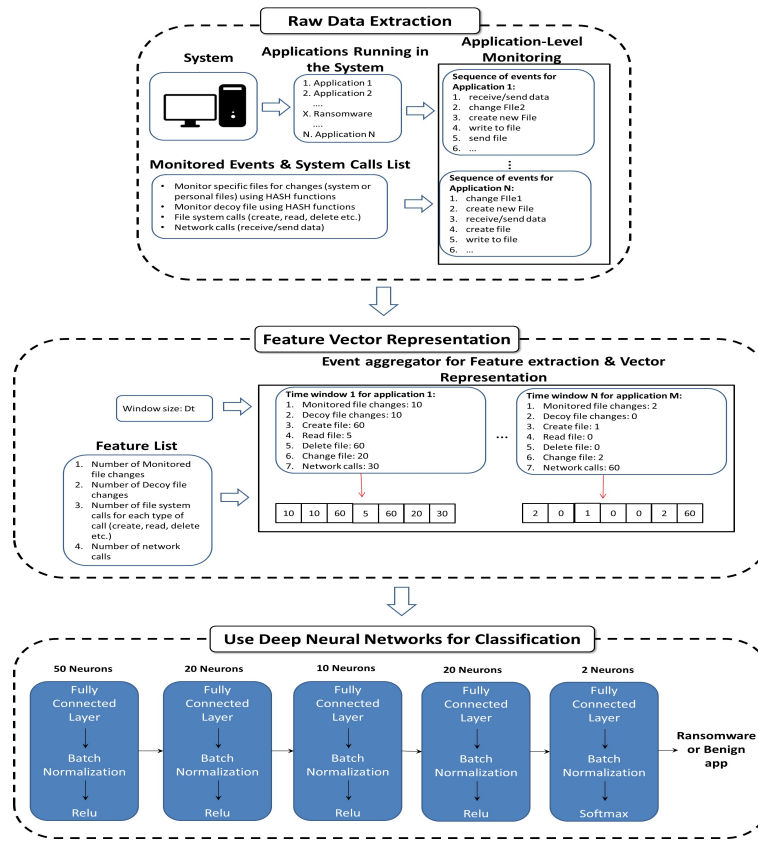 Raw Data Extraction
System
Applications Running in
the System
Application-Level
Monitoring
1. Application 1
2. Application 2
....
X. Ransomware
....
N. Application N
Sequence of events for
Application 1:
1. receive/send data
2. change FIle2
3. create new File
4. write to file
5. send file
6. ...
⋮
Monitored Events & System Calls List
• Monitor specific files for changes (system or
personal files) using HASH functions
• Monitor decoy file using HASH functions
• File system calls (create, read, delete etc.)
• Network calls (receive/send data)
Sequence of events for
Application N:
1. change FIle1
2. create new File
3. receive/send data
4. create file
5. write to file
6. ...
Feature Vector Representation
Event aggregator for Feature extraction & Vector
Representation
Window size: Dt
Feature List
1. Number of Monitored
file changes
2. Number of Decoy file
changes
3. Number of file system
calls for each type of
call (create, read, delete
etc.)
4. Number of network
calls
Time window 1 for application 1:
1. Monitored file changes: 10
2. Decoy file changes: 10
3. Create file: 60
4. Read file: 5
5. Delete file: 60
6. Change file: 20
7. Network calls: 30
...
Time window N for application M:
1. Monitored file changes: 2
2. Decoy file changes: 0
3. Create file: 1
4. Read file: 0
5. Delete file: 0
6. Change file: 2
7. Network calls: 60
10 10 60 5 60 20 30
2 0 1 0 0 2 60
Use Deep Neural Networks for Classification
50 Neurons
Fully
Connected
Layer
Batch
Normalization
Relu
20 Neurons
Fully
Connected
Layer
Batch
Normalization
Relu
10 Neurons
Fully
Connected
Layer
Batch
Normalization
Relu
20 Neurons
Fully
Connected
Layer
Batch
Normalization
Relu
2 Neurons
Fully
Connected
Layer
Batch
Normalization
Softmax
Ransomware
or Benign
app